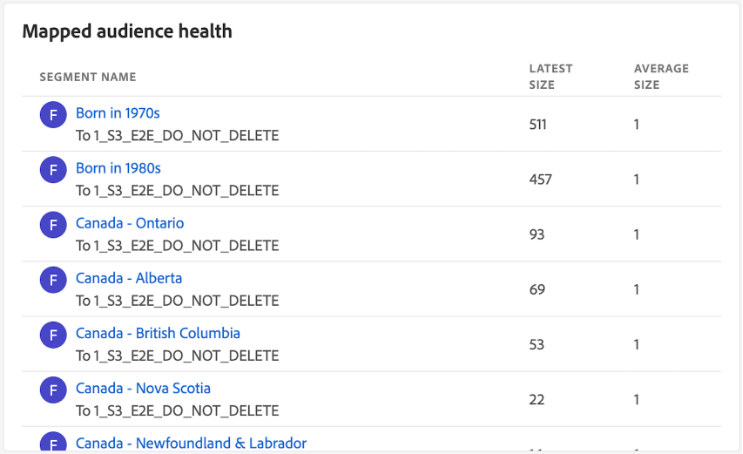 Mapped audience health
SEGMENT NAME LATEST SIZE AVERAGE SIZE
F Born in 1970s
To 1_S3_E2E_DO_NOT_DELETE 511 1
F Born in 1980s
To 1_S3_E2E_DO_NOT_DELETE 457 1
F Canada - Ontario
To 1_S3_E2E_DO_NOT_DELETE 93 1
F Canada - Alberta
To 1_S3_E2E_DO_NOT_DELETE 69 1
F Canada - British Columbia
To 1_S3_E2E_DO_NOT_DELETE 53 1
F Canada - Nova Scotia
To 1_S3_E2E_DO_NOT_DELETE 22 1
F Canada - Newfoundland & Labrador